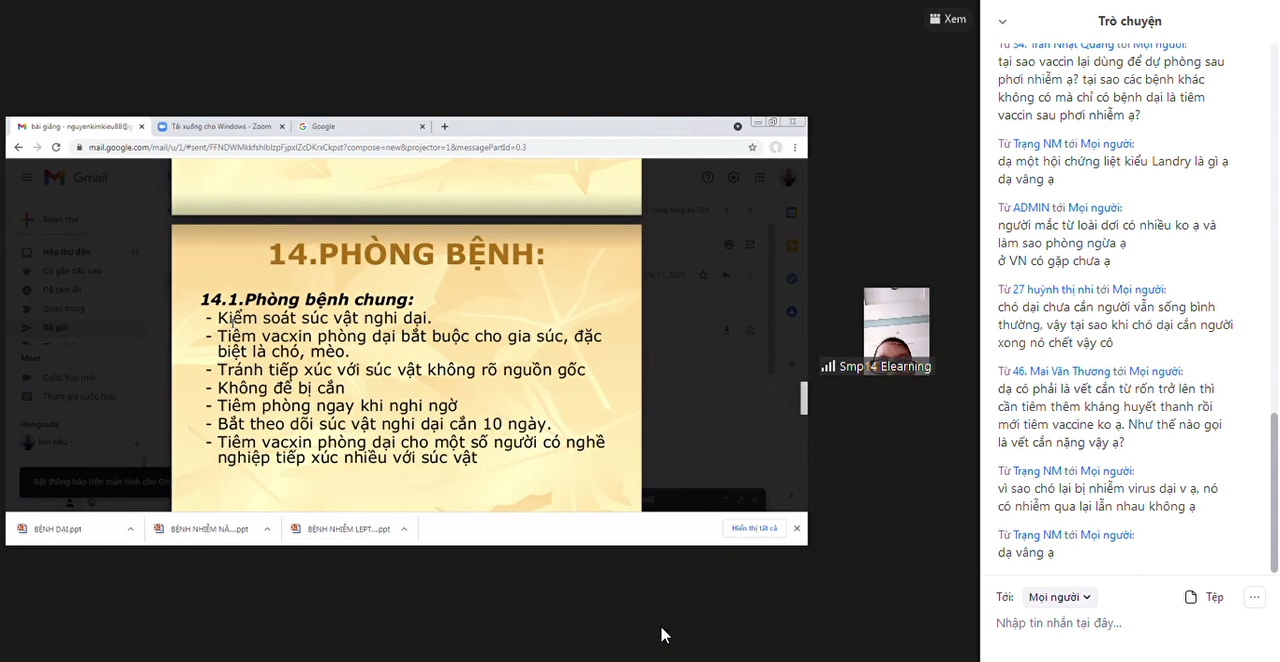 Xem
Trò chuyện
bài giảng - nguyenkimkieu88@g
Tải xuống cho Windows - Zoom
Google
mail.google.com/mail/u/1/#sent/FFNDWMkkfshlblzpFjpxlZcDKrxCkpst?compose=new&projector=1&messagePartId=0.3
Gmail
Soạn thư
Hộp thư đến
Có gắn dấu sao
Đã tạm ẩn
Quan trọng
Đã gửi
Meet
Cuộc họp mới
Tham gia cuộc họp
Hangouts
14.PHÒNG BỆNH:
14.1.Phòng bệnh chung:
- Kiểm soát súc vật nghi dại.
- Tiêm vacxin phòng dại bắt buộc cho gia súc, đặc
biệt là chó, mèo.
- Tránh tiếp xúc với súc vật không rõ nguồn gốc
- Không để bị cắn
- Tiêm phòng ngay khi nghi ngờ
- Bắt theo dõi súc vật nghi dại cắn 10 ngày.
- Tiêm vacxin phòng dại cho một số người có nghề
nghiệp tiếp xúc nhiều với súc vật
BỆNH DẠI.ppt
BỆNH NHIỄM NÃ....ppt
BỆNH NHIỄM LEPT....ppt
Hiển thị tất cả
Smp14 Elearning
Từ 34. Trần Nhật Quang tới Mọi người:
tại sao vaccin lại dùng để dự phòng sau
phơi nhiễm ạ? tại sao các bệnh khác
không có mà chỉ có bệnh dại là tiêm
vaccin sau phơi nhiễm ạ?
Từ Trạng NM tới Mọi người:
dạ một hội chứng liệt kiểu Landry là gì ạ
dạ vâng ạ
Từ ADMIN tới Mọi người:
người mắc từ loài dơi có nhiều ko ạ và
làm sao phòng ngừa ạ
ở VN có gặp chưa ạ
Từ 27 huỳnh thị nhi tới Mọi người:
chó dại chưa cắn người vẫn sống bình
thường, vậy tại sao khi chó dại cắn người
xong nó chết vậy cô
Từ 46. Mai Văn Thương tới Mọi người:
dạ có phải là vết cắn từ rốn trở lên thì
cần tiêm thêm kháng huyết thanh rồi
mới tiêm vaccine ko ạ. Như thế nào gọi
là vết cắn nặng vậy ạ?
Từ Trạng NM tới Mọi người:
vì sao chó lại bị nhiễm virus dại v ạ, nó
có nhiễm qua lại lẫn nhau không ạ
Từ Trạng NM tới Mọi người:
dạ vâng ạ
Tới: Mọi người
Tệp
Nhập tin nhắn tại đây...